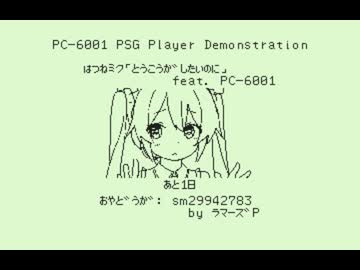 PC-6001 PSG Player Demonstration
はつねミク「とうこうが゛したいのに」
feat. PC-6001
あと1日
おやど゛うが゛: sm29942783
by ラマーズP